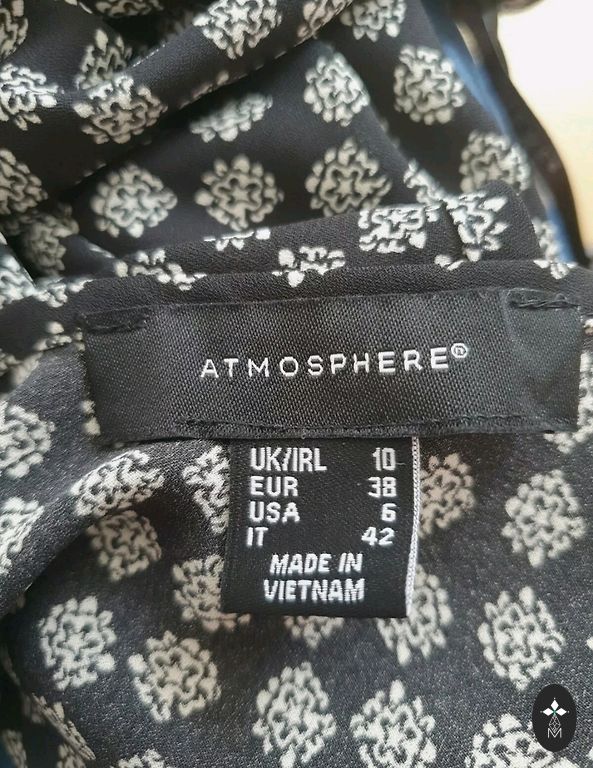 ATMOSPHERE®
UK/IRL 10
EUR 38
USA 6
IT 42
MADE IN
VIETNAM
M